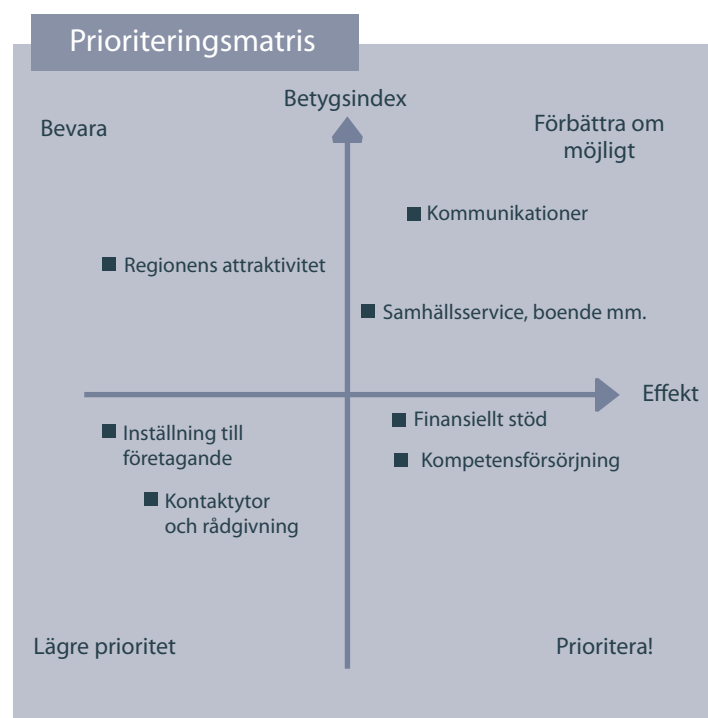 Prioriteringsmatris
Betygsindex
Bevara
Förbättra om
möjligt
Kommunikationer
Regionens attraktivitet
Samhällsservice, boende mm.
Effekt
Finansiellt stöd
Inställning till
företagande
Kompetensförsörjning
Kontaktytor
och rådgivning
Lägre prioritet
Prioritera!